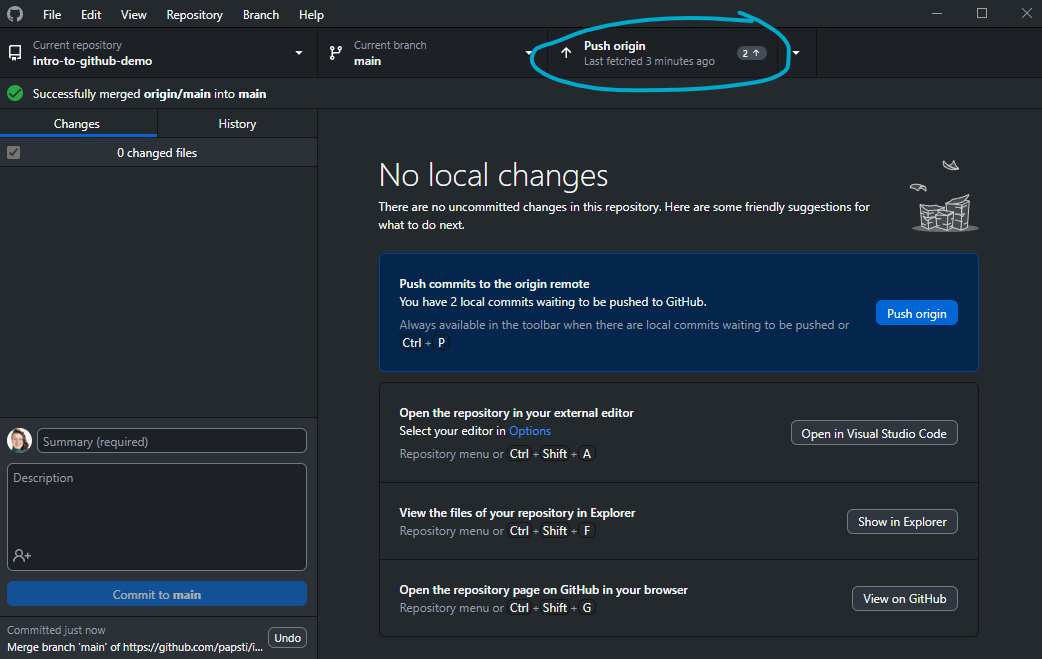 File Edit View Repository Branch Help
Current repository
intro-to-github-demo
Current branch
main
Push origin
Last fetched 3 minutes ago
2
Successfully merged origin/main into main
Changes History
0 changed files
No local changes
There are no uncommitted changes in this repository. Here are some friendly suggestions for
what to do next.
Push commits to the origin remote
You have 2 local commits waiting to be pushed to GitHub.
Always available in the toolbar when there are local commits waiting to be pushed or
Ctrl + P
Push origin
Open the repository in your external editor
Select your editor in Options
Repository menu or Ctrl + Shift + A
Open in Visual Studio Code
View the files of your repository in Explorer
Repository menu or Ctrl + Shift + F
Show in Explorer
Open the repository page on GitHub in your browser
Repository menu or Ctrl + Shift + G
View on GitHub
Summary (required)
Description
Commit to main
Committed just now
Merge branch 'main' of https://github.com/papsti/i...
Undo